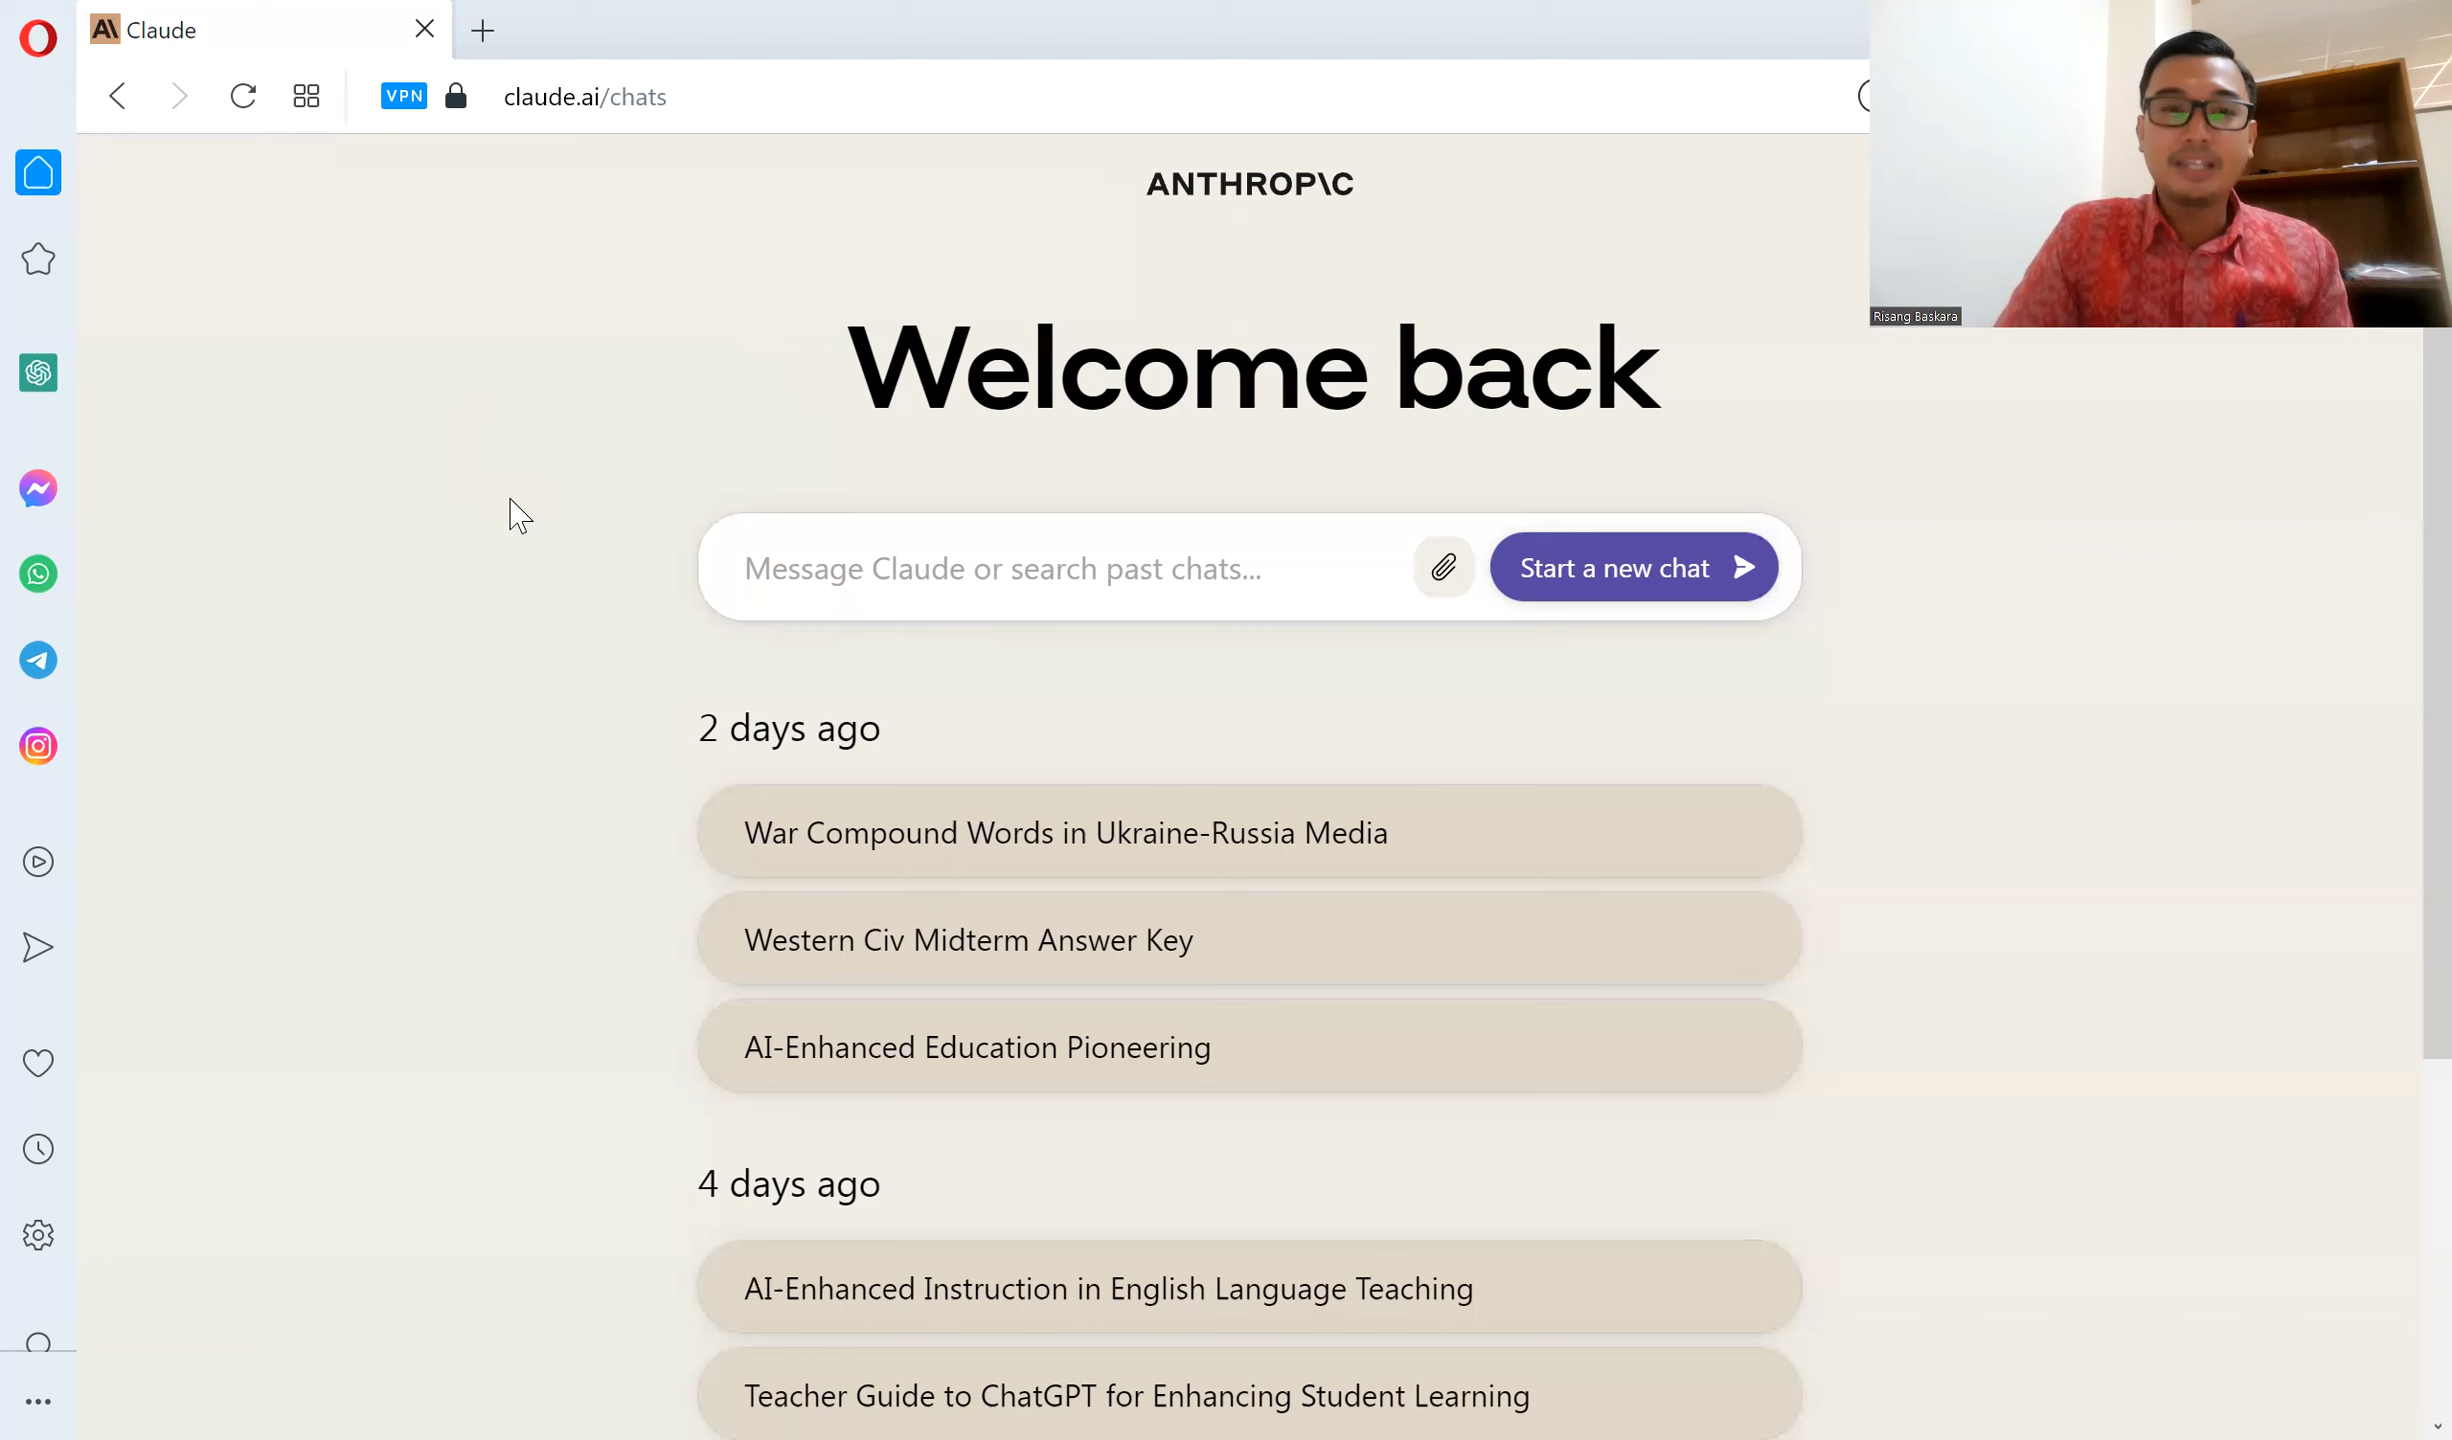 Claude
VPN
claude.ai/chats
ANTHROP\C
Risang Baskara
Welcome back
Message Claude or search past chats...
Start a new chat
2 days ago
War Compound Words in Ukraine-Russia Media
Western Civ Midterm Answer Key
AI-Enhanced Education Pioneering
4 days ago
AI-Enhanced Instruction in English Language Teaching
Teacher Guide to ChatGPT for Enhancing Student Learning